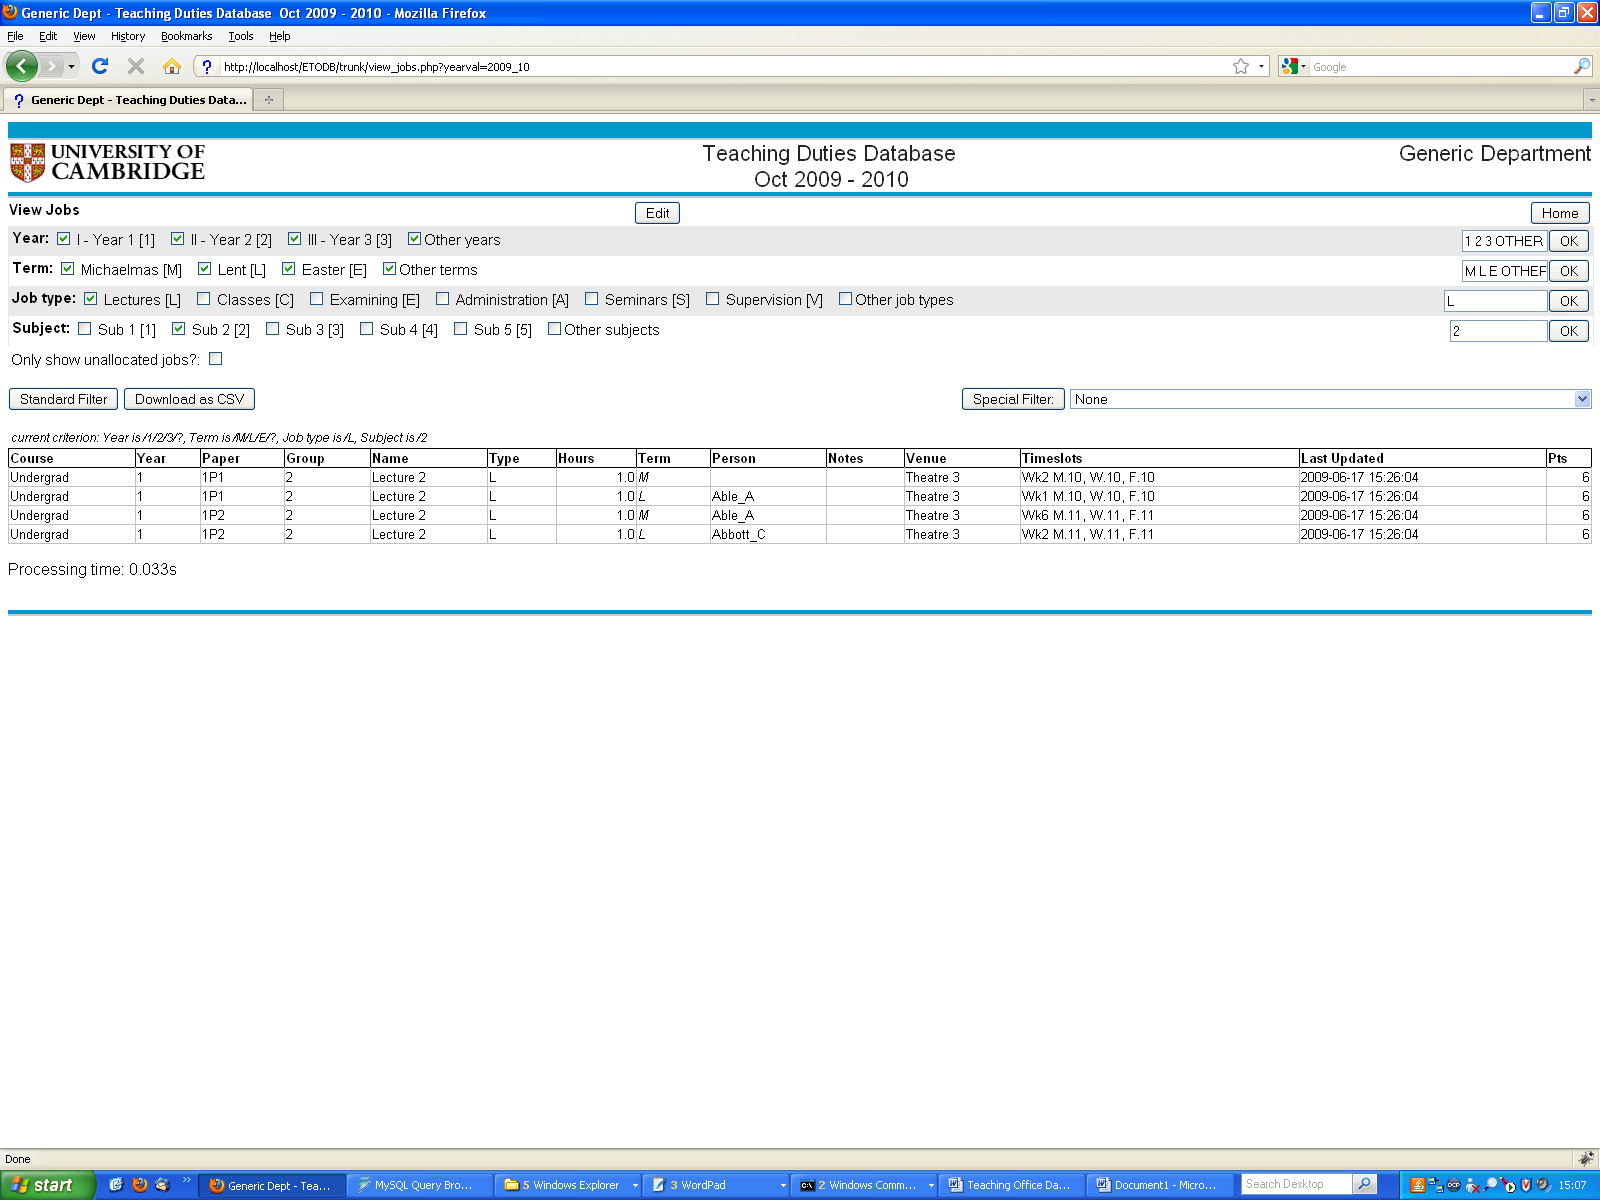 Generic Dept - Teaching Duties Database  Oct 2009 - 2010 - Mozilla Firefox
File Edit View History Bookmarks Tools Help
http://localhost/ETODB/trunk/view_jobs.php?yearval=2009_10 Google
Generic Dept - Teaching Duties Data...
UNIVERSITY OF CAMBRIDGE
Teaching Duties Database
Oct 2009 - 2010
Generic Department
View Jobs Edit Home
Year: I - Year 1 [1] II - Year 2 [2] III - Year 3 [3] Other years 1 2 3 OTHER OK
Term: Michaelmas [M] Lent [L] Easter [E] Other terms M L E OTHER OK
Job type: Lectures [L] Classes [C] Examining [E] Administration [A] Seminars [S] Supervision [V] Other job types L OK
Subject: Sub 1 [1] Sub 2 [2] Sub 3 [3] Sub 4 [4] Sub 5 [5] Other subjects 2 OK
Only show unallocated jobs?:
Standard Filter Download as CSV Special Filter: None
current criterion: Year is /1/2/3/?, Term is /M/L/E/?, Job type is /L, Subject is /2
Course Year Paper Group Name Type Hours Term Person Notes Venue Timeslots Last Updated Pts
Undergrad 1 1P1 2 Lecture 2 L 1.0 M Theatre 3 Wk2 M.10, W.10, F.10 2009-06-17 15:26:04 6
Undergrad 1 1P1 2 Lecture 2 L 1.0 L Able_A Theatre 3 Wk1 M.10, W.10, F.10 2009-06-17 15:26:04 6
Undergrad 1 1P2 2 Lecture 2 L 1.0 M Able_A Theatre 3 Wk6 M.11, W.11, F.11 2009-06-17 15:26:04 6
Undergrad 1 1P2 2 Lecture 2 L 1.0 L Abbott_C Theatre 3 Wk2 M.11, W.11, F.11 2009-06-17 15:26:04 6
Processing time: 0.033s
Done
start Generic Dept - Tea... MySQL Query Bro... 5 Windows Explorer 3 WordPad 2 Windows Comm... Teaching Office Da... Document1 - Micro... Search Desktop 15:07